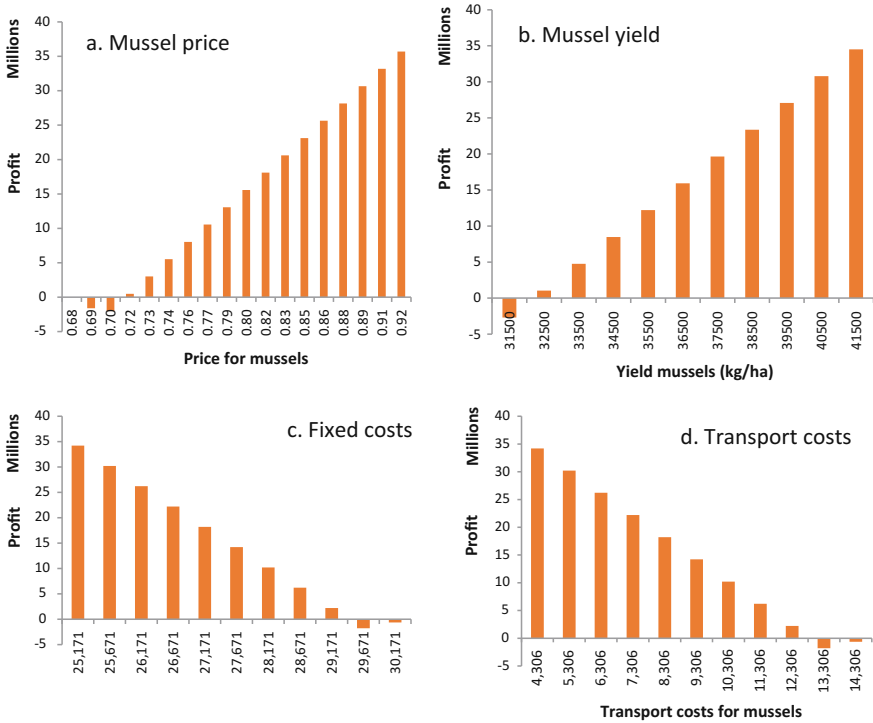 a. Mussel price
Millions
Profit
40
35
30
25
20
15
10
5
0
-5
0.68 0.69 0.70 0.72 0.73 0.74 0.76 0.77 0.79 0.80 0.82 0.83 0.85 0.86 0.88 0.89 0.91 0.92
Price for mussels
b. Mussel yield
Millions
Profit
40
35
30
25
20
15
10
5
0
-5
31500 32500 33500 34500 35500 36500 37500 38500 39500 40500 41500
Yield mussels (kg/ha)
c. Fixed costs
Millions
Profit
40
35
30
25
20
15
10
5
0
-5
25,171 25,671 26,171 26,671 27,171 27,671 28,171 28,671 29,171 29,671 30,171
d. Transport costs
Millions
Profit
40
35
30
25
20
15
10
5
0
-5
4,306 5,306 6,306 7,306 8,306 9,306 10,306 11,306 12,306 13,306 14,306
Transport costs for mussels